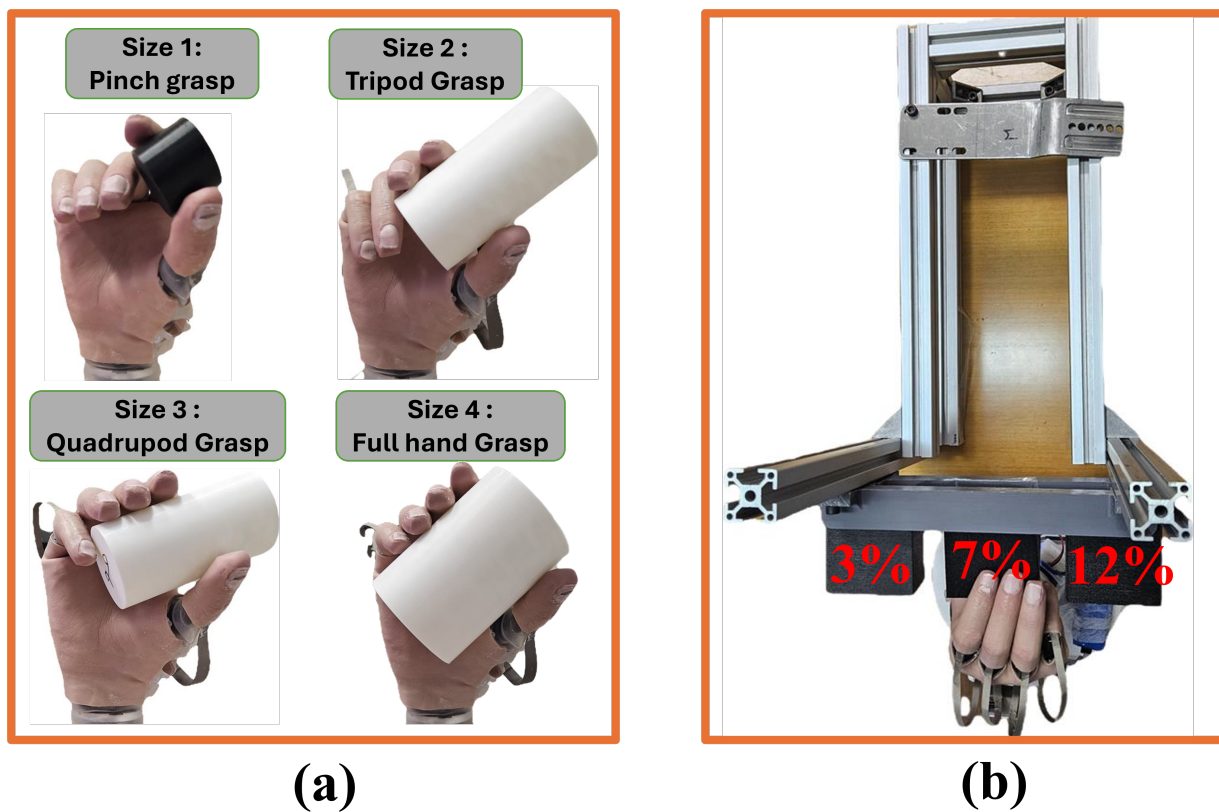 Size 1:
Pinch grasp
Size 2 :
Tripod Grasp
Size 3 :
Quadrupod Grasp
Size 4 :
Full hand Grasp
3%
7%
12%
(a)
(b)